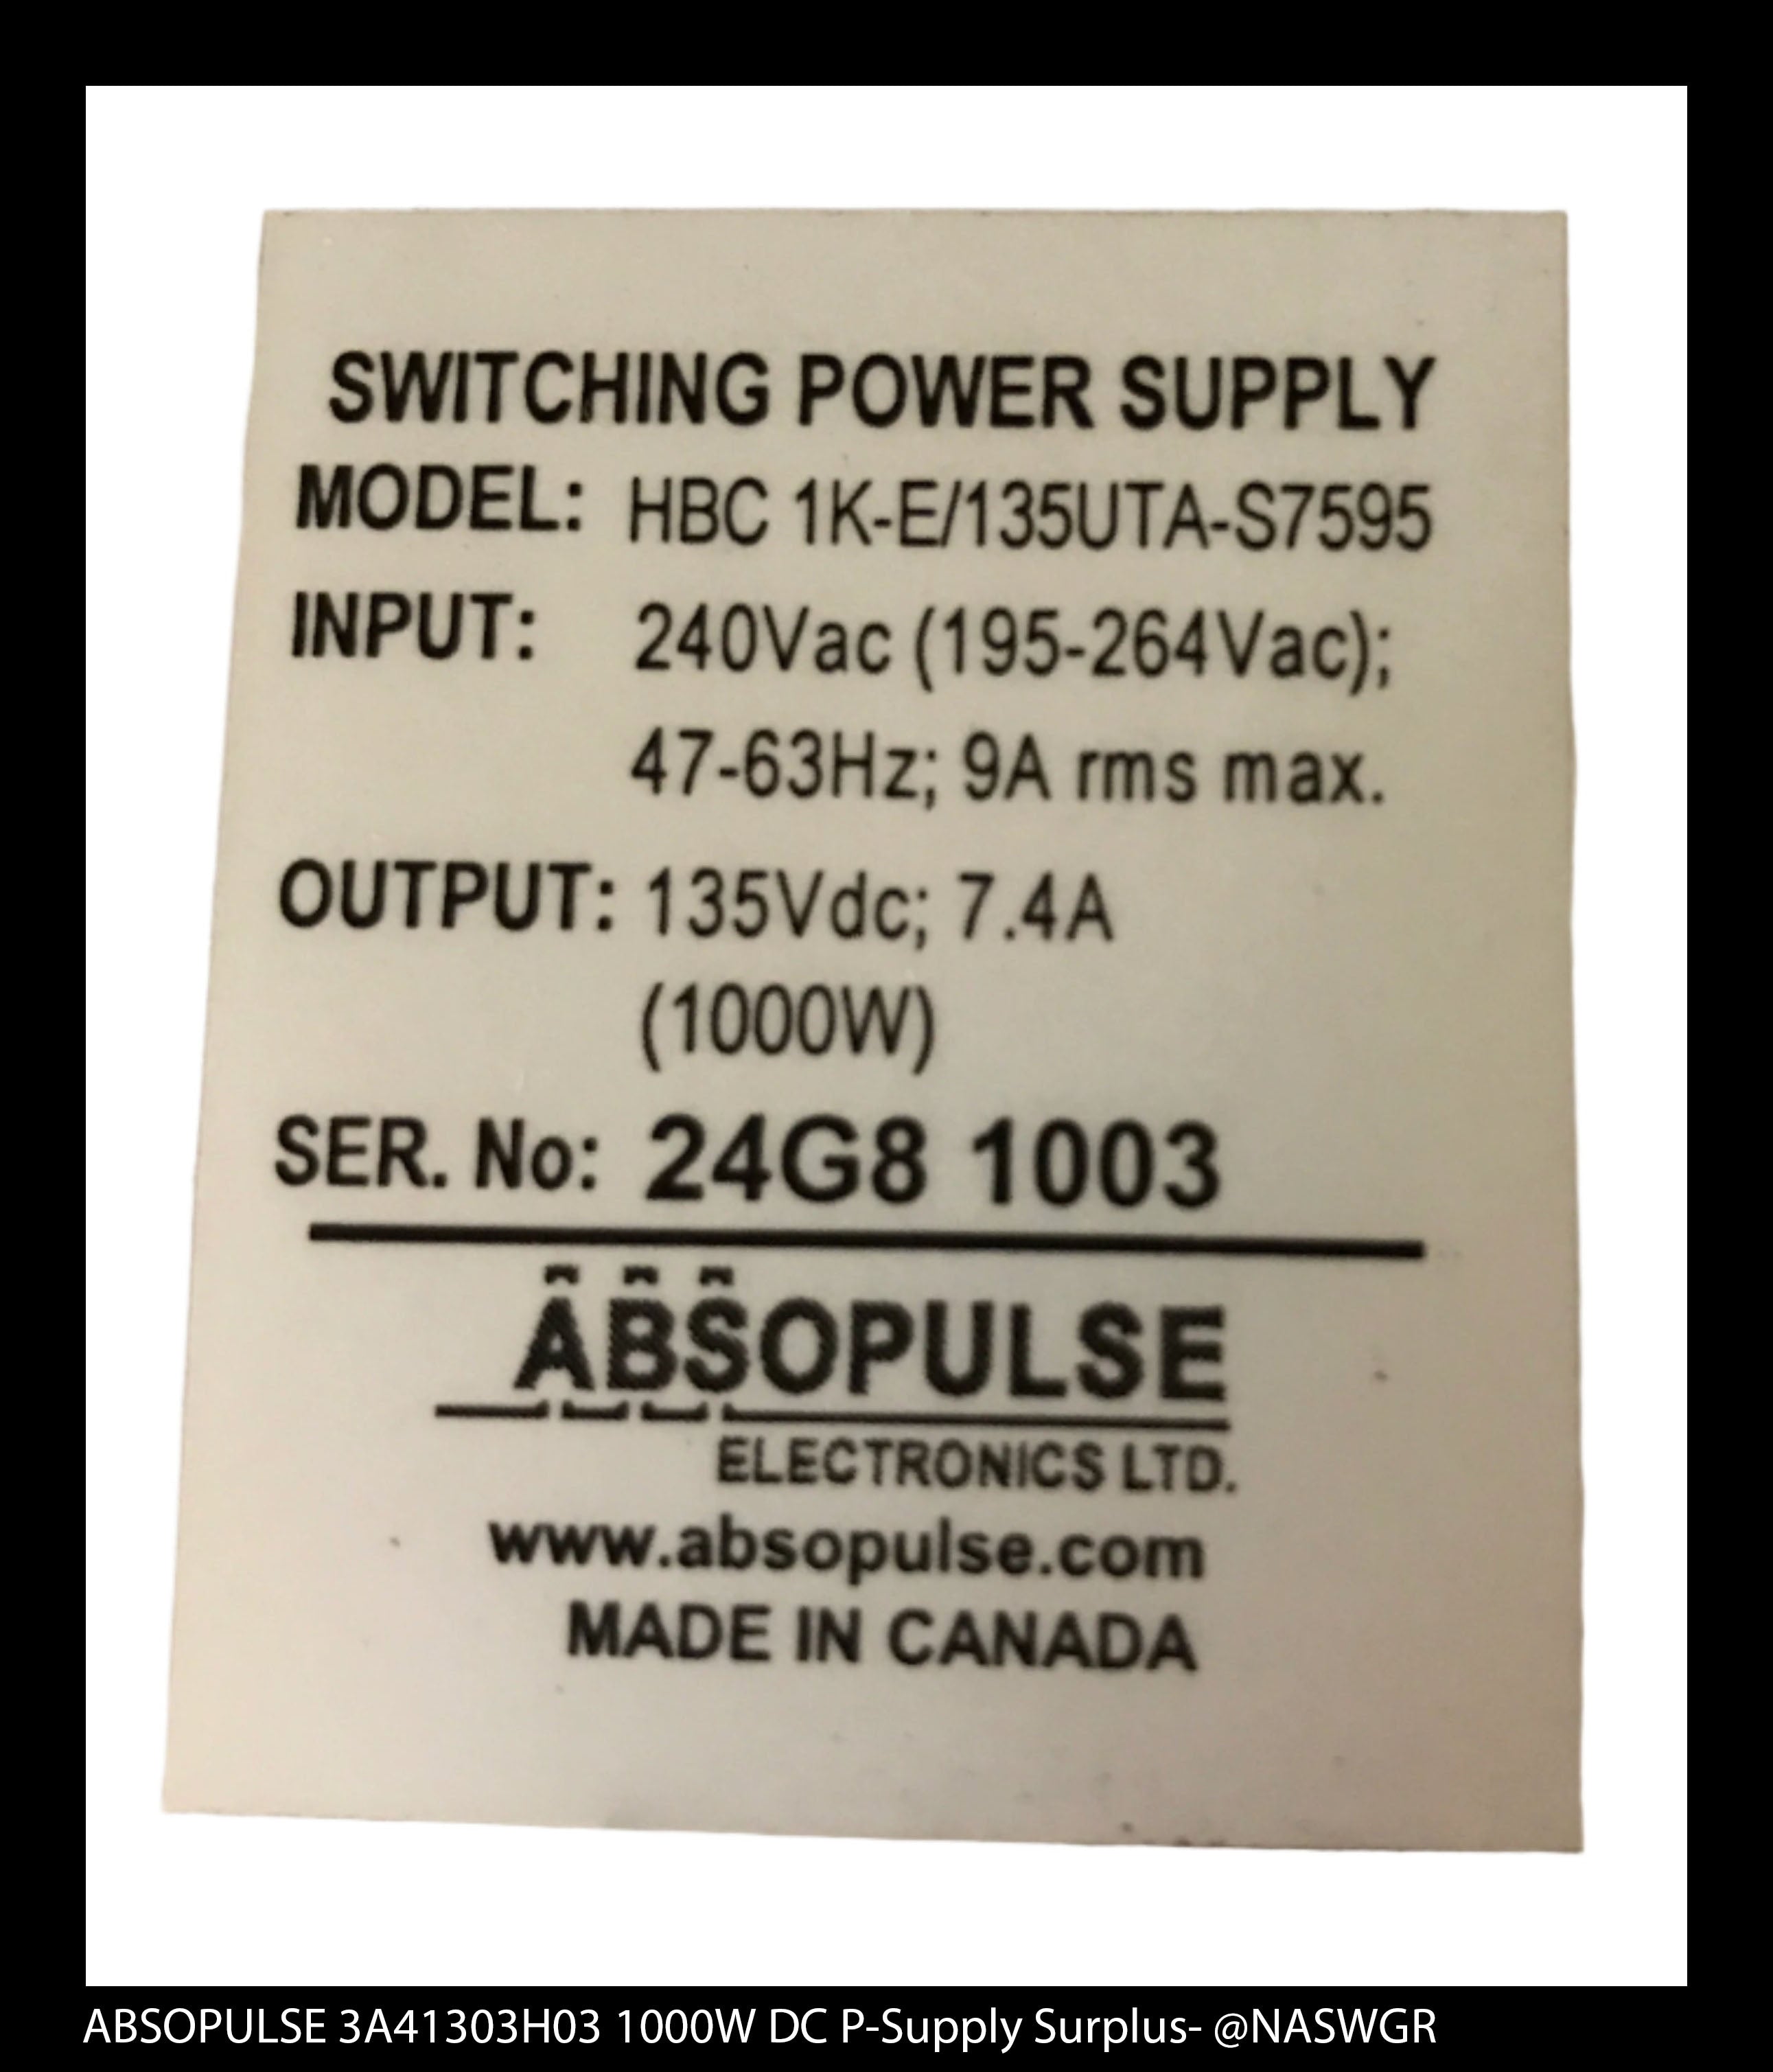 SWITCHING POWER SUPPLY
MODEL: HBC 1K-E/135UTA-S7595
INPUT: 240Vac (195-264Vac);
47-63Hz; 9A rms max.
OUTPUT: 135Vdc; 7.4A
(1000W)
SER. No: 24G8 1003
ABSOPULSE
ELECTRONICS LTD.
www.absopulse.com
MADE IN CANADA
ABSOPULSE 3A41303H03 1000W DC P-Supply Surplus- @NASWGR